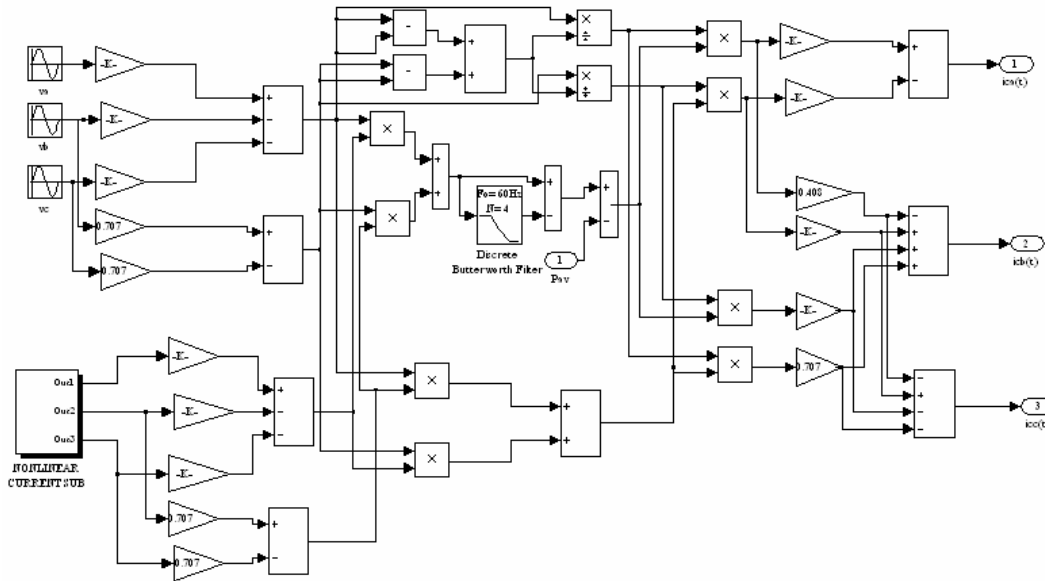 -K-
va
-K-
vb
-K-
vc
0.707
0.707
+
-
-
+
-
-
-
+
+
×
÷
×
÷
×
×
+
+
Fo=60Hz
N=4
Discrete
Butterworth Filter
+
-
+
-
1
Pav
×
×
-K-
-K-
+
-
1
ica(t)
0.408
-K-
-
+
+
+
2
icb(t)
×
-K-
×
0.707
-
+
-
-
3
icc(t)
Out1
Out2
Out3
NONLINEAR
CURRENT SUB
-K-
-K-
-K-
0.707
0.707
+
-
-
+
-
×
×
+
+